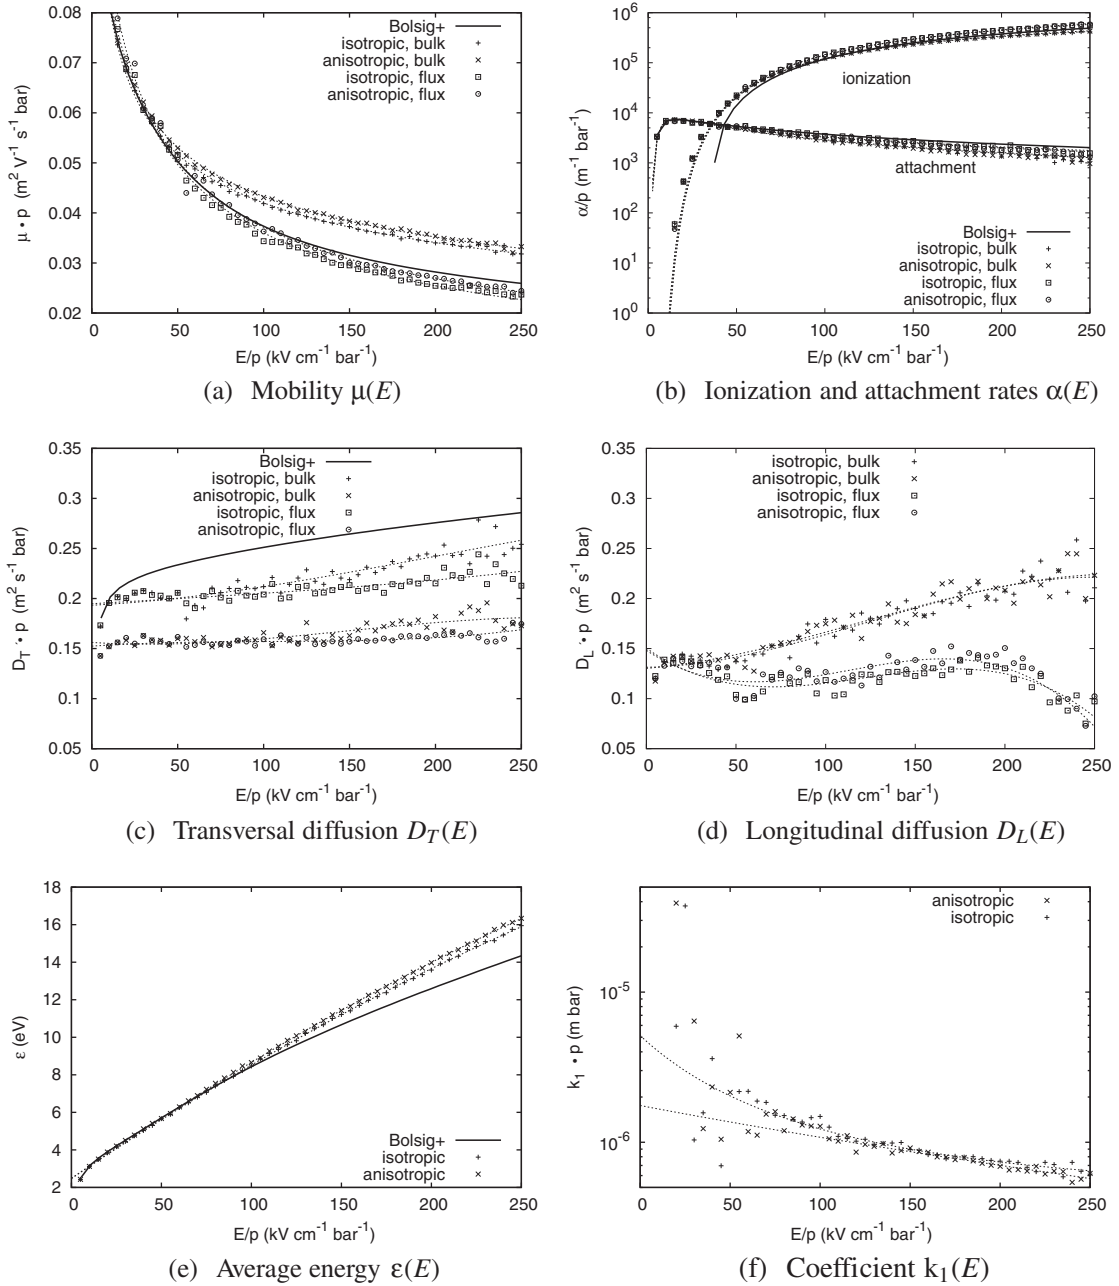 0.08
0.07
0.06
0.05
0.04
0.03
0.02
μ • p (m² V⁻¹ s⁻¹ bar)
Bolsig+
isotropic, bulk
anisotropic, bulk
isotropic, flux
anisotropic, flux
0 50 100 150 200 250
E/p (kV cm⁻¹ bar⁻¹)
(a) Mobility μ(E)
10⁶
10⁵
10⁴
10³
10²
10¹
10⁰
α/p (m⁻¹ bar⁻¹)
ionization
attachment
Bolsig+
isotropic, bulk
anisotropic, bulk
isotropic, flux
anisotropic, flux
0 50 100 150 200 250
E/p (kV cm⁻¹ bar⁻¹)
(b) Ionization and attachment rates α(E)
0.35
0.3
0.25
0.2
0.15
0.1
0.05
D_T • p (m² s⁻¹ bar)
Bolsig+
isotropic, bulk
anisotropic, bulk
isotropic, flux
anisotropic, flux
0 50 100 150 200 250
E/p (kV cm⁻¹ bar⁻¹)
(c) Transversal diffusion D_T(E)
0.35
0.3
0.25
0.2
0.15
0.1
0.05
D_L • p (m² s⁻¹ bar)
isotropic, bulk
anisotropic, bulk
isotropic, flux
anisotropic, flux
0 50 100 150 200 250
E/p (kV cm⁻¹ bar⁻¹)
(d) Longitudinal diffusion D_L(E)
18
16
14
12
10
8
6
4
2
ε (eV)
Bolsig+
isotropic
anisotropic
0 50 100 150 200 250
E/p (kV cm⁻¹ bar⁻¹)
(e) Average energy ε(E)
10⁻⁵
10⁻⁶
k₁ • p (m bar)
anisotropic
isotropic
0 50 100 150 200 250
E/p (kV cm⁻¹ bar⁻¹)
(f) Coefficient k₁(E)